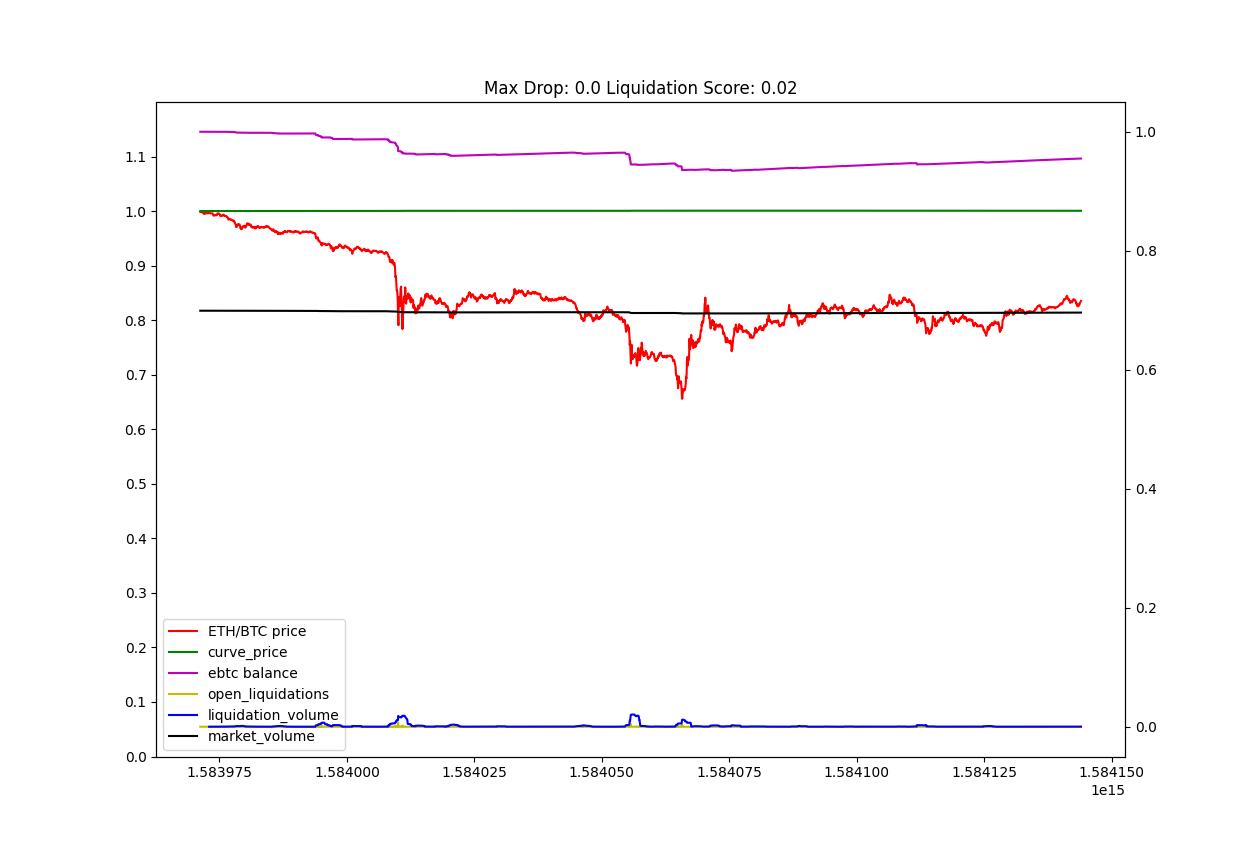 Max Drop: 0.0 Liquidation Score: 0.02
1.1
1.0
0.9
0.8
0.7
0.6
0.5
0.4
0.3
0.2
0.1
0.0
1.0
0.8
0.6
0.4
0.2
0.0
ETH/BTC price
curve_price
ebtc balance
open_liquidations
liquidation_volume
market_volume
1.583975 1.584000 1.584025 1.584050 1.584075 1.584100 1.584125 1.584150
1e15